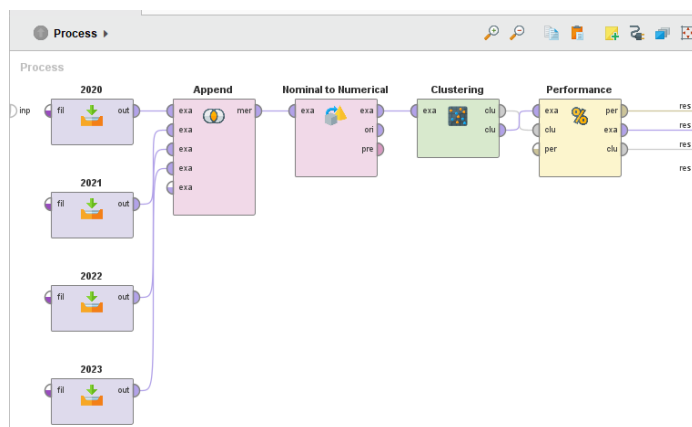 Process
Process
inp
2020
fil out
Append
exa mer
exa
exa
exa
exa
Nominal to Numerical
exa exa
ori
pre
Clustering
exa clu
clu
Performance
exa per
clu exa
per clu
res
res
res
res
2021
fil out
2022
fil out
2023
fil out